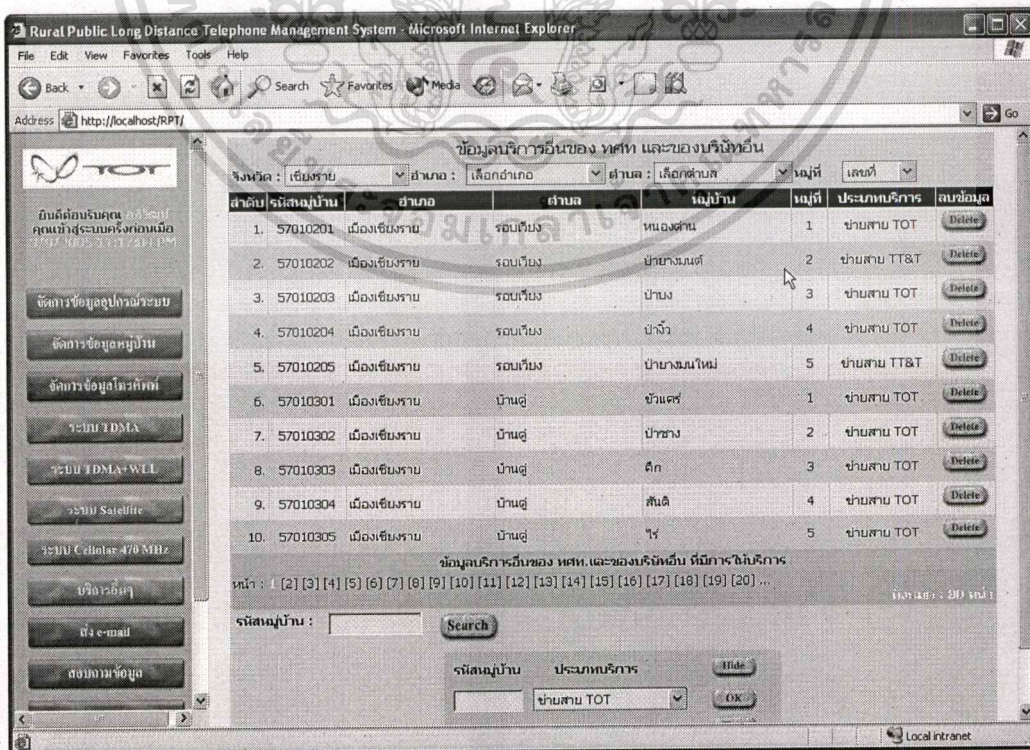 Rural Public Long Distance Telephone Management System - Microsoft Internet Explorer
File Edit View Favorites Tools Help
Back Search Favorites Media
Address http://localhost/RPT/ Go
TOT
ยินดีต้อนรับคุณ
คุณเข้าสู่ระบบครั้งก่อนเมื่อ
จัดการข้อมูลอุปกรณ์ระบบ
จัดการข้อมูลหมู่บ้าน
จัดการข้อมูลโทรศัพท์
ระบบ TDMA
ระบบ TDMA+WLL
ระบบ Satellite
ระบบ Cellular 470 MHz
บริการอื่นๆ
ส่ง e-mail
สอบถามข้อมูล
ข้อมูลบริการอื่นของ ทศท และของบริษัทอื่น
จังหวัด : เชียงราย อำเภอ : เลือกอำเภอ ตำบล : เลือกตำบล หมู่ที่ เลขที่
ลำดับ รหัสหมู่บ้าน อำเภอ ตำบล หมู่บ้าน หมู่ที่ ประเภทบริการ ลบข้อมูล
1. 57010201 เมืองเชียงราย รอบเวียง หนองด่าน 1 ข่ายสาย TOT Delete
2. 57010202 เมืองเชียงราย รอบเวียง ป่ายางมนต์ 2 ข่ายสาย TT&T Delete
3. 57010203 เมืองเชียงราย รอบเวียง ป่าบง 3 ข่ายสาย TOT Delete
4. 57010204 เมืองเชียงราย รอบเวียง ป่างิ้ว 4 ข่ายสาย TOT Delete
5. 57010205 เมืองเชียงราย รอบเวียง ป่ายางมนใหม่ 5 ข่ายสาย TT&T Delete
6. 57010301 เมืองเชียงราย บ้านดู่ ขัวแคร่ 1 ข่ายสาย TOT Delete
7. 57010302 เมืองเชียงราย บ้านดู่ ป่าซาง 2 ข่ายสาย TOT Delete
8. 57010303 เมืองเชียงราย บ้านดู่ ดึก 3 ข่ายสาย TOT Delete
9. 57010304 เมืองเชียงราย บ้านดู่ สันติ 4 ข่ายสาย TOT Delete
10. 57010305 เมืองเชียงราย บ้านดู่ ไร่ 5 ข่ายสาย TOT Delete
ข้อมูลบริการอื่นของ ทศท.และของบริษัทอื่น ที่มีการให้บริการ
หน้า : 1 [2] [3] [4] [5] [6] [7] [8] [9] [10] [11] [12] [13] [14] [15] [16] [17] [18] [19] [20] ...
: 80 หน้า
รหัสหมู่บ้าน : Search
รหัสหมู่บ้าน ประเภทบริการ Hide
ข่ายสาย TOT OK
Local intranet